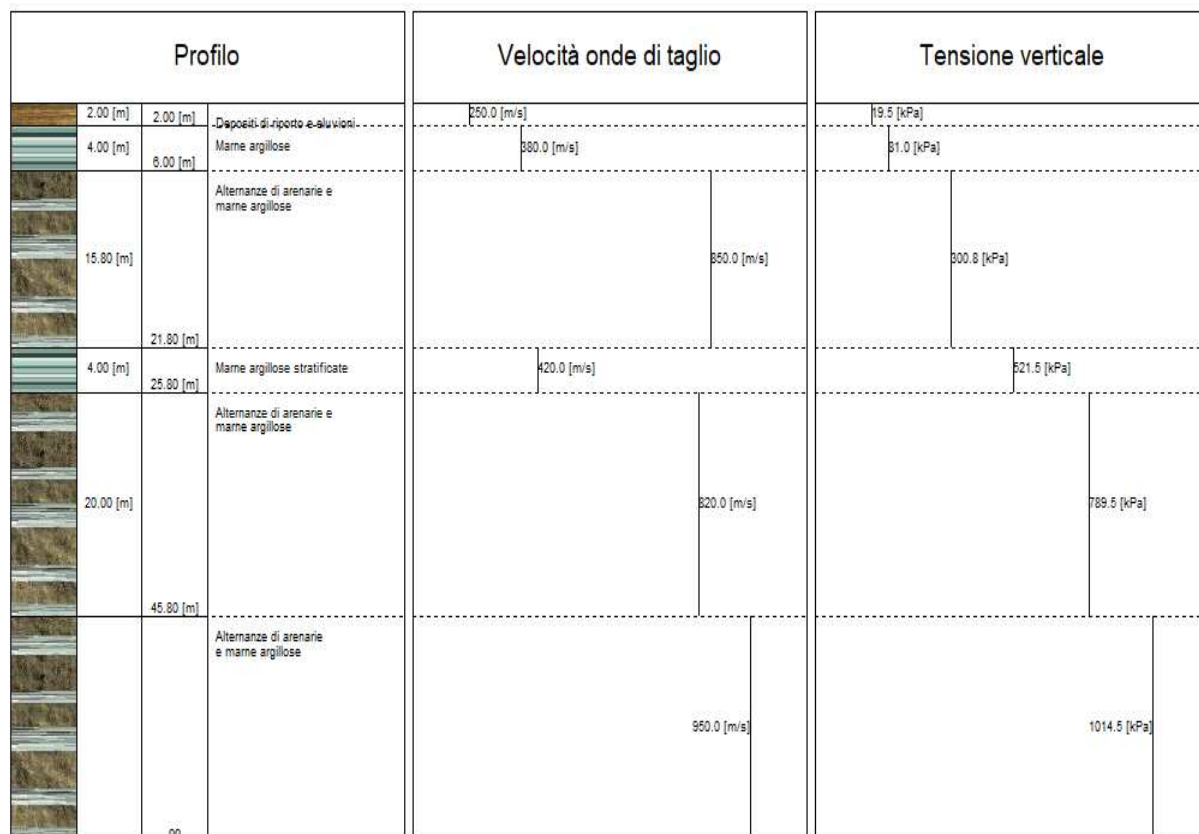 Profilo
Velocità onde di taglio
Tensione verticale
2.00 [m]
2.00 [m]
Depositi di riporto e eluvioni
250.0 [m/s]
19.5 [kPa]
4.00 [m]
6.00 [m]
Marne argillose
380.0 [m/s]
81.0 [kPa]
15.80 [m]
21.80 [m]
Alternanze di arenarie e
marne argillose
850.0 [m/s]
300.8 [kPa]
4.00 [m]
25.80 [m]
Marne argillose stratificate
420.0 [m/s]
521.5 [kPa]
20.00 [m]
45.80 [m]
Alternanze di arenarie e
marne argillose
820.0 [m/s]
789.5 [kPa]
Alternanze di arenarie
e marne argillose
950.0 [m/s]
1014.5 [kPa]